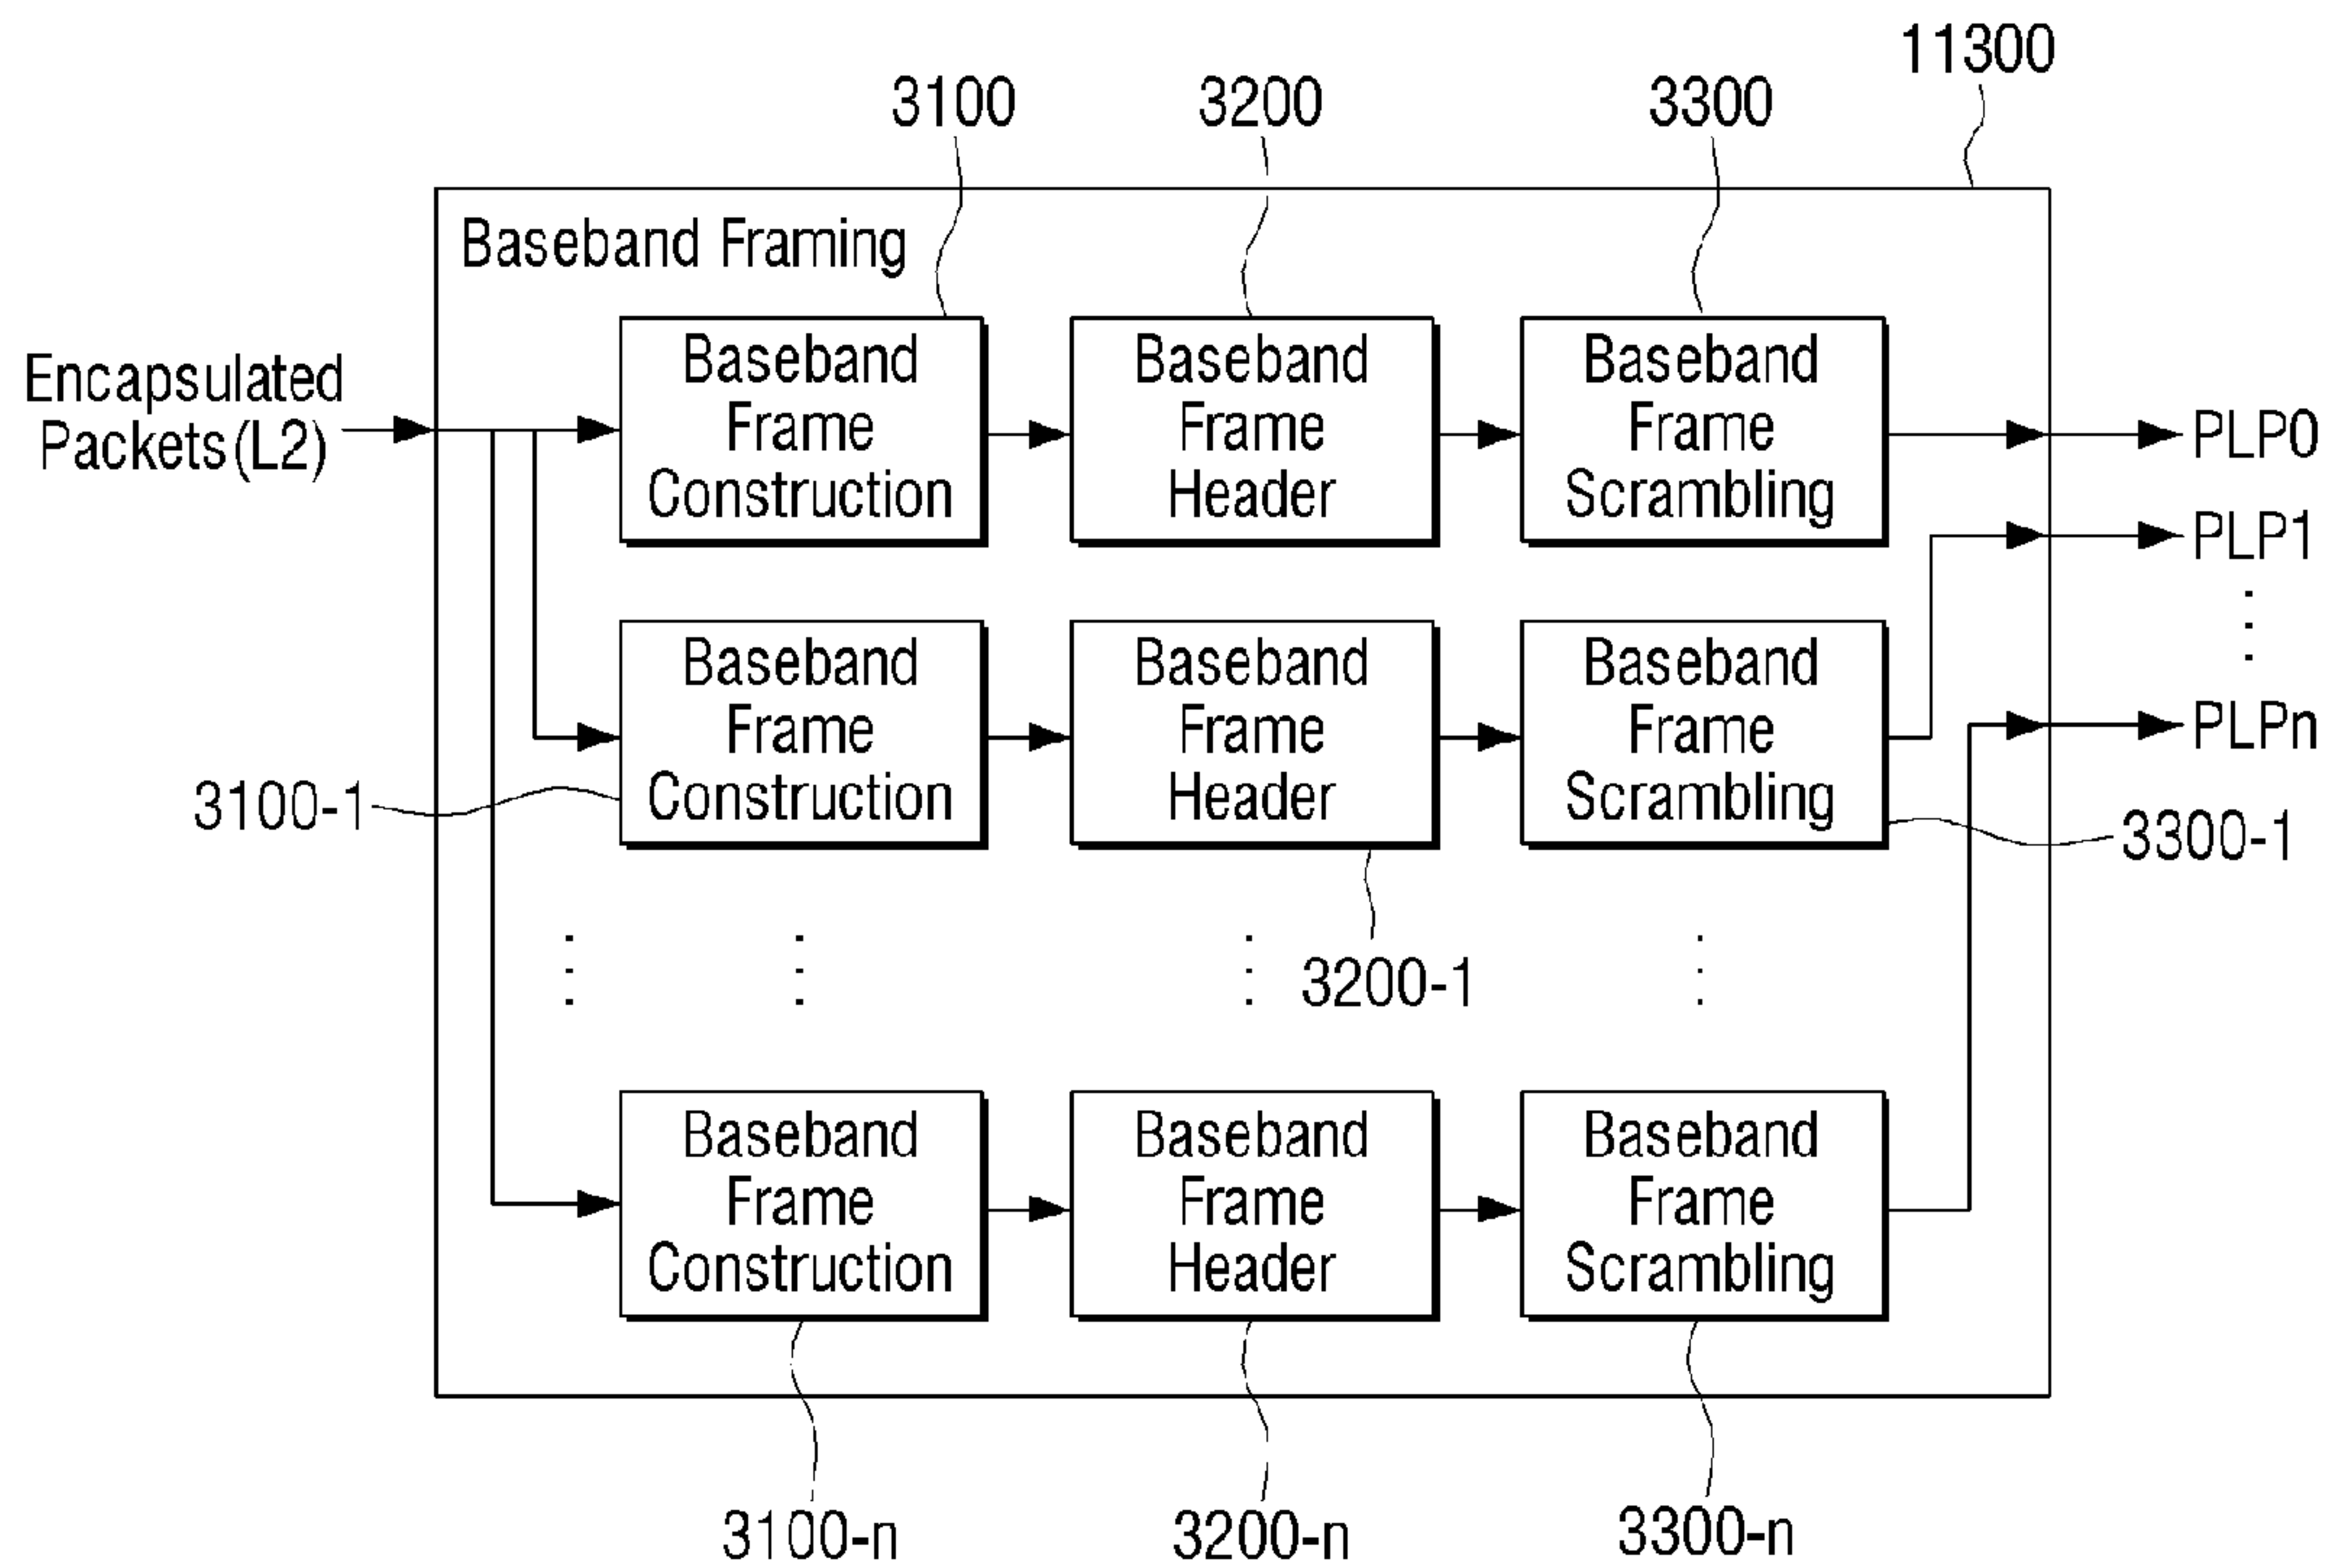 11300
3100
3200
3300
Baseband Framing
Encapsulated
Packets(L2)
Baseband
Frame
Construction
Baseband
Frame
Header
Baseband
Frame
Scrambling
PLP0
PLP1
PLPn
Baseband
Frame
Construction
Baseband
Frame
Header
Baseband
Frame
Scrambling
3100-1
3200-1
3300-1
Baseband
Frame
Construction
Baseband
Frame
Header
Baseband
Frame
Scrambling
3100-n
3200-n
3300-n